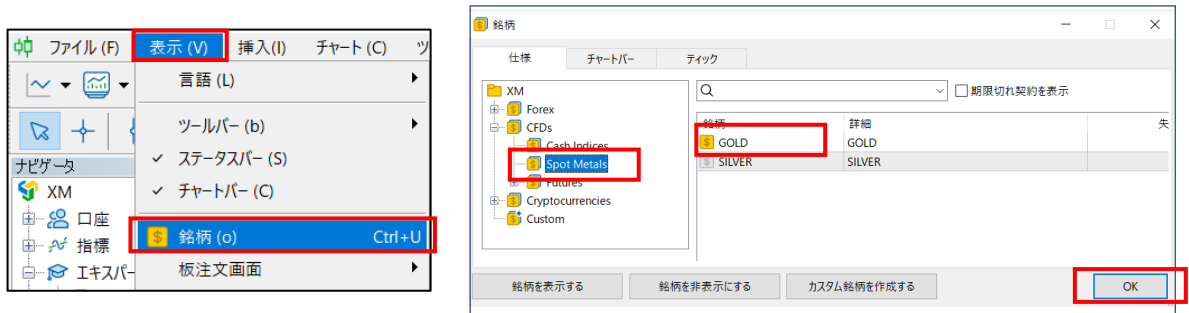 ファイル (F) 表示 (V) 挿入(I) チャート (C) ツ
言語 (L)
ツールバー (b)
ステータスバー (S)
チャートバー (C)
銘柄 (o) Ctrl+U
板注文画面
ナビゲータ
XM
口座
指標
エキスパー
銘柄
仕様 チャートバー ティック
XM
Forex
CFDs
Cash Indices
Spot Metals
Futures
Cryptocurrencies
Custom
期限切れ契約を表示
銘柄 詳細 失
GOLD GOLD
SILVER SILVER
銘柄を表示する 銘柄を非表示にする カスタム銘柄を作成する OK